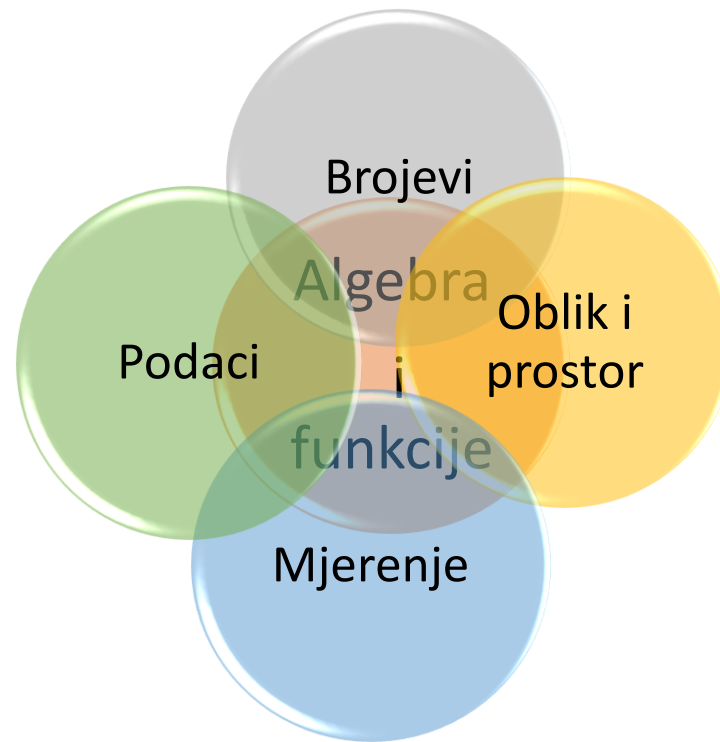 Brojevi
Algebra
i
funkcije
Oblik i
prostor
Podaci
Mjerenje